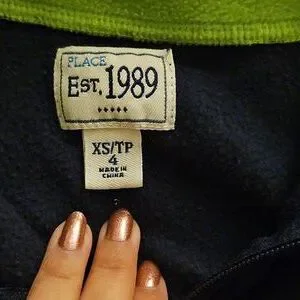 PLACE
EST. 1989
XS/TP
4
MADE IN
CHINA